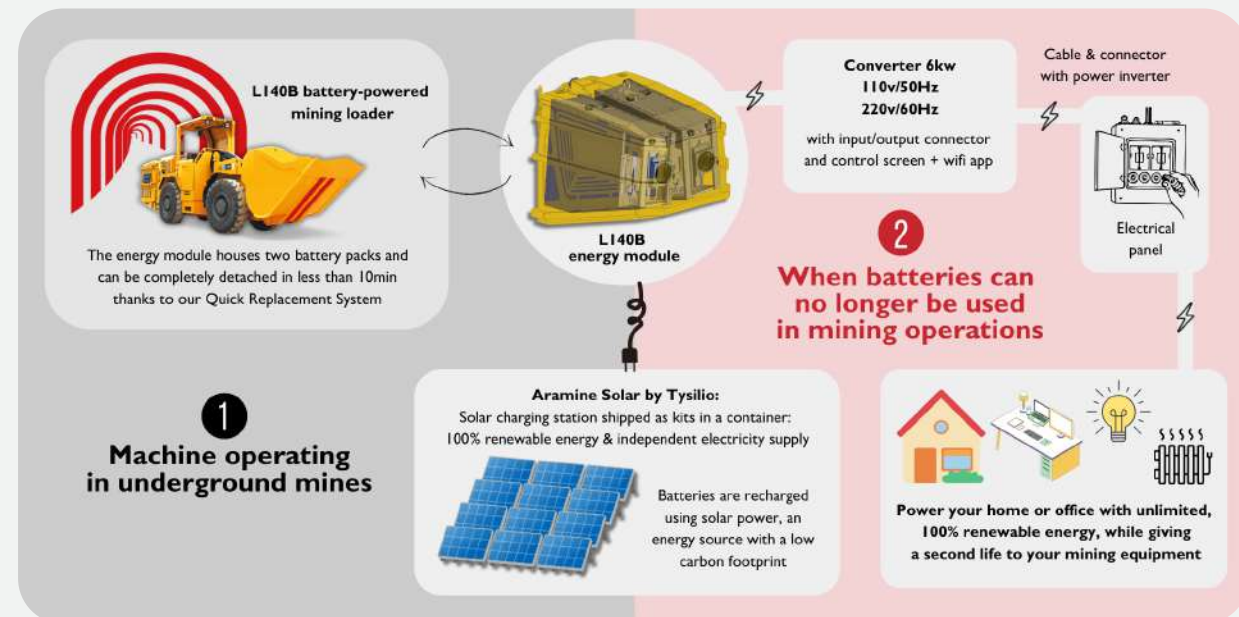 L140B battery-powered
mining loader
The energy module houses two battery packs and
can be completely detached in less than 10min
thanks to our Quick Replacement System
1
Machine operating
in underground mines
L140B
energy module
Aramine Solar by Tysilio:
Solar charging station shipped as kits in a container:
100% renewable energy & independent electricity supply
Batteries are recharged
using solar power, an
energy source with a low
carbon footprint
Converter 6kw
110v/50Hz
220v/60Hz
with input/output connector
and control screen + wifi app
Cable & connector
with power inverter
Electrical
panel
2
When batteries can
no longer be used
in mining operations
Power your home or office with unlimited,
100% renewable energy, while giving
a second life to your mining equipment